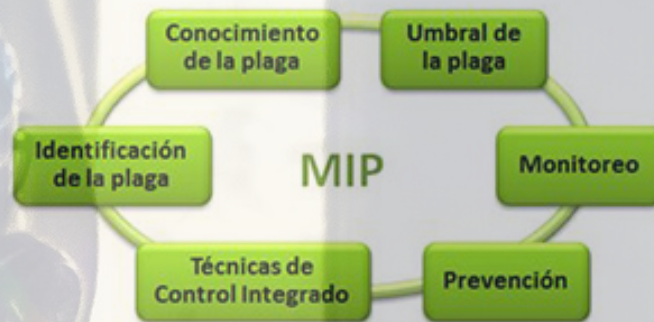 Conocimiento
de la plaga
Umbral de
la plaga
Identificación
de la plaga
MIP
Monitoreo
Técnicas de
Control Integrado
Prevención